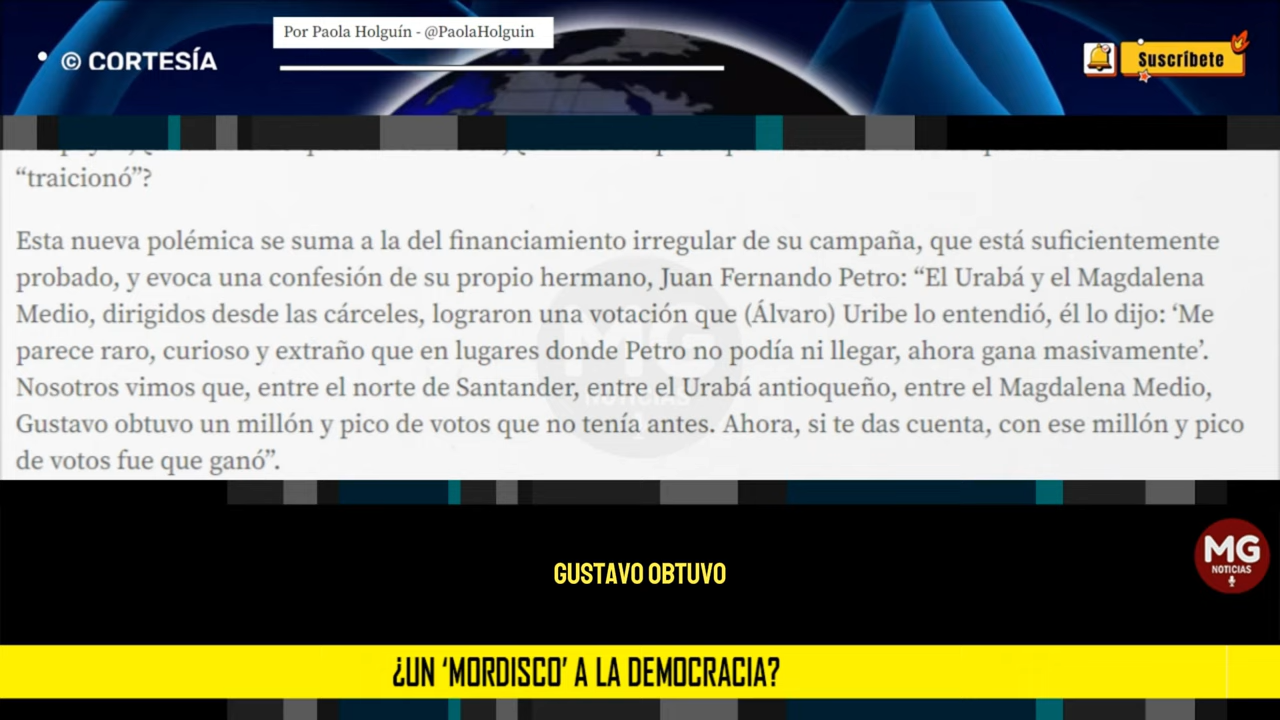 Por Paola Holguín - @PaolaHolguin
© CORTESÍA
Suscríbete
“traicionó”?
Esta nueva polémica se suma a la del financiamiento irregular de su campaña, que está suficientemente
probado, y evoca una confesión de su propio hermano, Juan Fernando Petro: “El Urabá y el Magdalena
Medio, dirigidos desde las cárceles, lograron una votación que (Álvaro) Uribe lo entendió, él lo dijo: ‘Me
parece raro, curioso y extraño que en lugares donde Petro no podía ni llegar, ahora gana masivamente’.
Nosotros vimos que, entre el norte de Santander, entre el Urabá antioqueño, entre el Magdalena Medio,
Gustavo obtuvo un millón y pico de votos que no tenía antes. Ahora, si te das cuenta, con ese millón y pico
de votos fue que ganó”.
MG
NOTICIAS
GUSTAVO OBTUVO
MG
NOTICIAS
¿UN ‘MORDISCO’ A LA DEMOCRACIA?